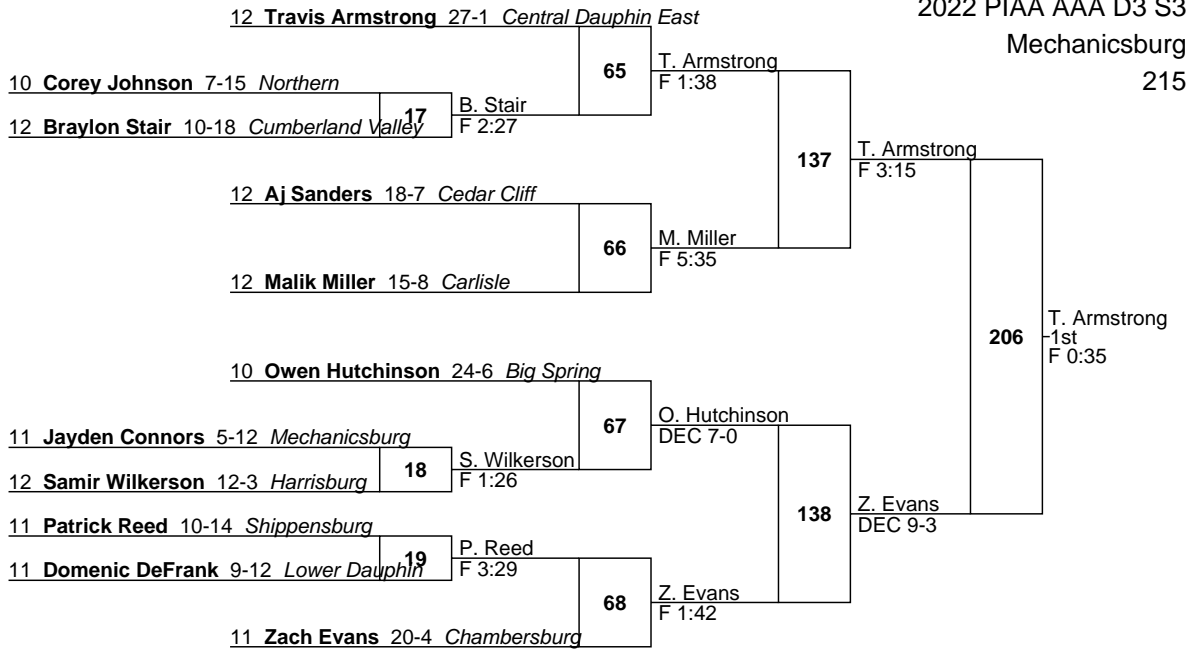 2022 PIAA AAA D3 S3
Mechanicsburg
215
12 Travis Armstrong 27-1 Central Dauphin East
65
T. Armstrong
F 1:38
10 Corey Johnson 7-15 Northern
17
B. Stair
F 2:27
12 Braylon Stair 10-18 Cumberland Valley
137
T. Armstrong
F 3:15
12 Aj Sanders 18-7 Cedar Cliff
66
M. Miller
F 5:35
12 Malik Miller 15-8 Carlisle
206
T. Armstrong
1st
F 0:35
10 Owen Hutchinson 24-6 Big Spring
67
O. Hutchinson
DEC 7-0
11 Jayden Connors 5-12 Mechanicsburg
18
S. Wilkerson
F 1:26
12 Samir Wilkerson 12-3 Harrisburg
138
Z. Evans
DEC 9-3
11 Patrick Reed 10-14 Shippensburg
19
P. Reed
F 3:29
11 Domenic DeFrank 9-12 Lower Dauphin
68
Z. Evans
F 1:42
11 Zach Evans 20-4 Chambersburg